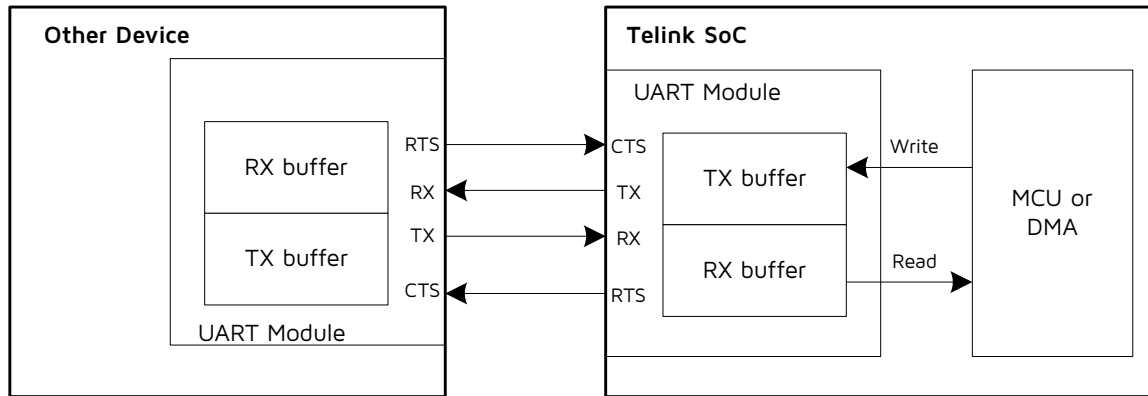 Other Device
RX buffer
TX buffer
UART Module
RTS
RX
TX
CTS
Telink SoC
UART Module
CTS
TX
RX
RTS
TX buffer
RX buffer
Write
Read
MCU or
DMA